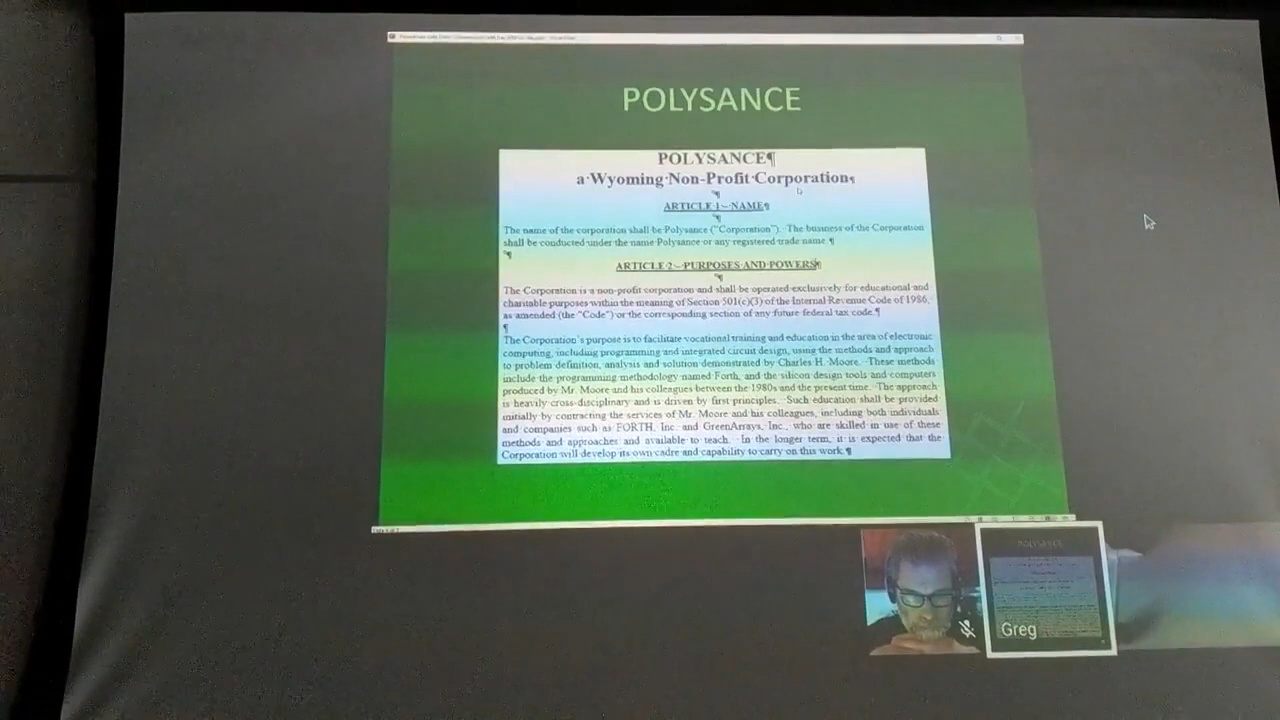 POLYSANCE
POLYSANCE¶
a Wyoming Non-Profit Corporation¶
¶
ARTICLE 1 – NAME¶
¶
The name of the corporation shall be Polysance ("Corporation"). The business of the Corporation
shall be conducted under the name Polysance or any registered trade name.¶
¶
ARTICLE 2 – PURPOSES AND POWERS¶
¶
The Corporation is a non-profit corporation and shall be operated exclusively for educational and
charitable purposes within the meaning of Section 501(c)(3) of the Internal Revenue Code of 1986,
as amended (the "Code") or the corresponding section of any future federal tax code.¶
¶
The Corporation's purpose is to facilitate vocational training and education in the area of electronic
computing, including programming and integrated circuit design, using the methods and approach
to problem definition, analysis and solution demonstrated by Charles H. Moore. These methods
include the programming methodology named Forth, and the silicon design tools and computers
produced by Mr. Moore and his colleagues between the 1980s and the present time. The approach
is heavily cross-disciplinary and is driven by first principles. Such education shall be provided
initially by contracting the services of Mr. Moore and his colleagues, including both individuals
and companies such as FORTH, Inc. and GreenArrays, Inc., who are skilled in use of these
methods and approaches and available to teach. In the longer term, it is expected that the
Corporation will develop its own cadre and capability to carry on this work.¶
POLYSANCE
Greg